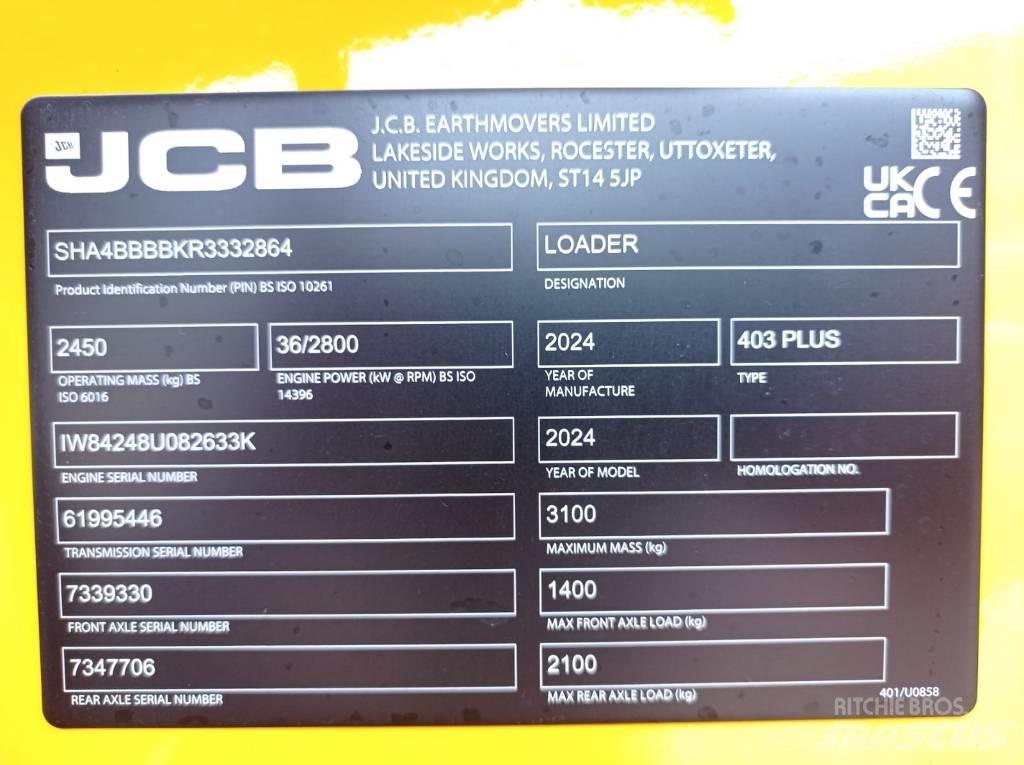 JCB
JCB
J.C.B. EARTHMOVERS LIMITED
LAKESIDE WORKS, ROCESTER, UTTOXETER,
UNITED KINGDOM, ST14 5JP
UK
CA CE
SHA4BBBBKR3332864
Product Identification Number (PIN) BS ISO 10261
LOADER
DESIGNATION
2450
OPERATING MASS (kg) BS
ISO 6016
36/2800
ENGINE POWER (kW @ RPM) BS ISO
14396
2024
YEAR OF
MANUFACTURE
403 PLUS
TYPE
IW84248U082633K
ENGINE SERIAL NUMBER
2024
YEAR OF MODEL
HOMOLOGATION NO.
61995446
TRANSMISSION SERIAL NUMBER
3100
MAXIMUM MASS (kg)
7339330
FRONT AXLE SERIAL NUMBER
1400
MAX FRONT AXLE LOAD (kg)
7347706
REAR AXLE SERIAL NUMBER
2100
MAX REAR AXLE LOAD (kg)
401/U0858
RITCHIE BROS.
MASCUS